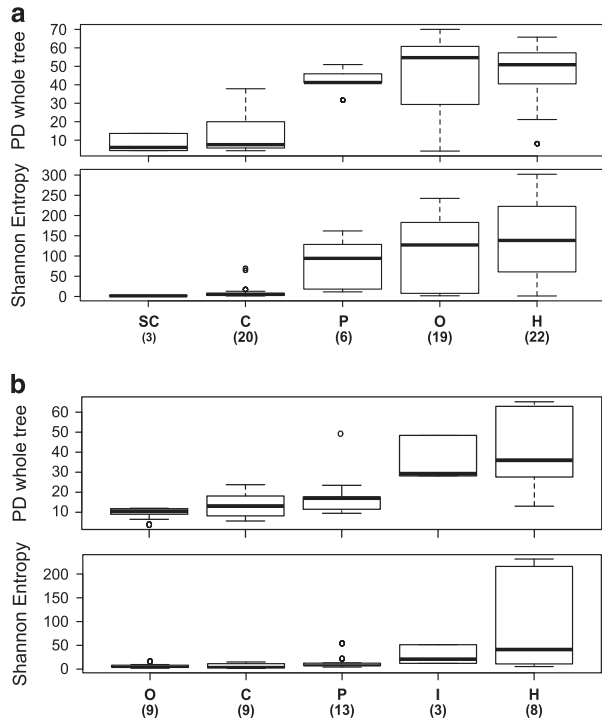 a
PD whole tree
70
60
50
40
30
20
10
Shannon Entropy
300
250
200
150
100
50
0
SC C P O H
(3) (20) (6) (19) (22)
b
PD whole tree
60
50
40
30
20
10
Shannon Entropy
200
150
100
50
0
O C P I H
(9) (9) (13) (3) (8)